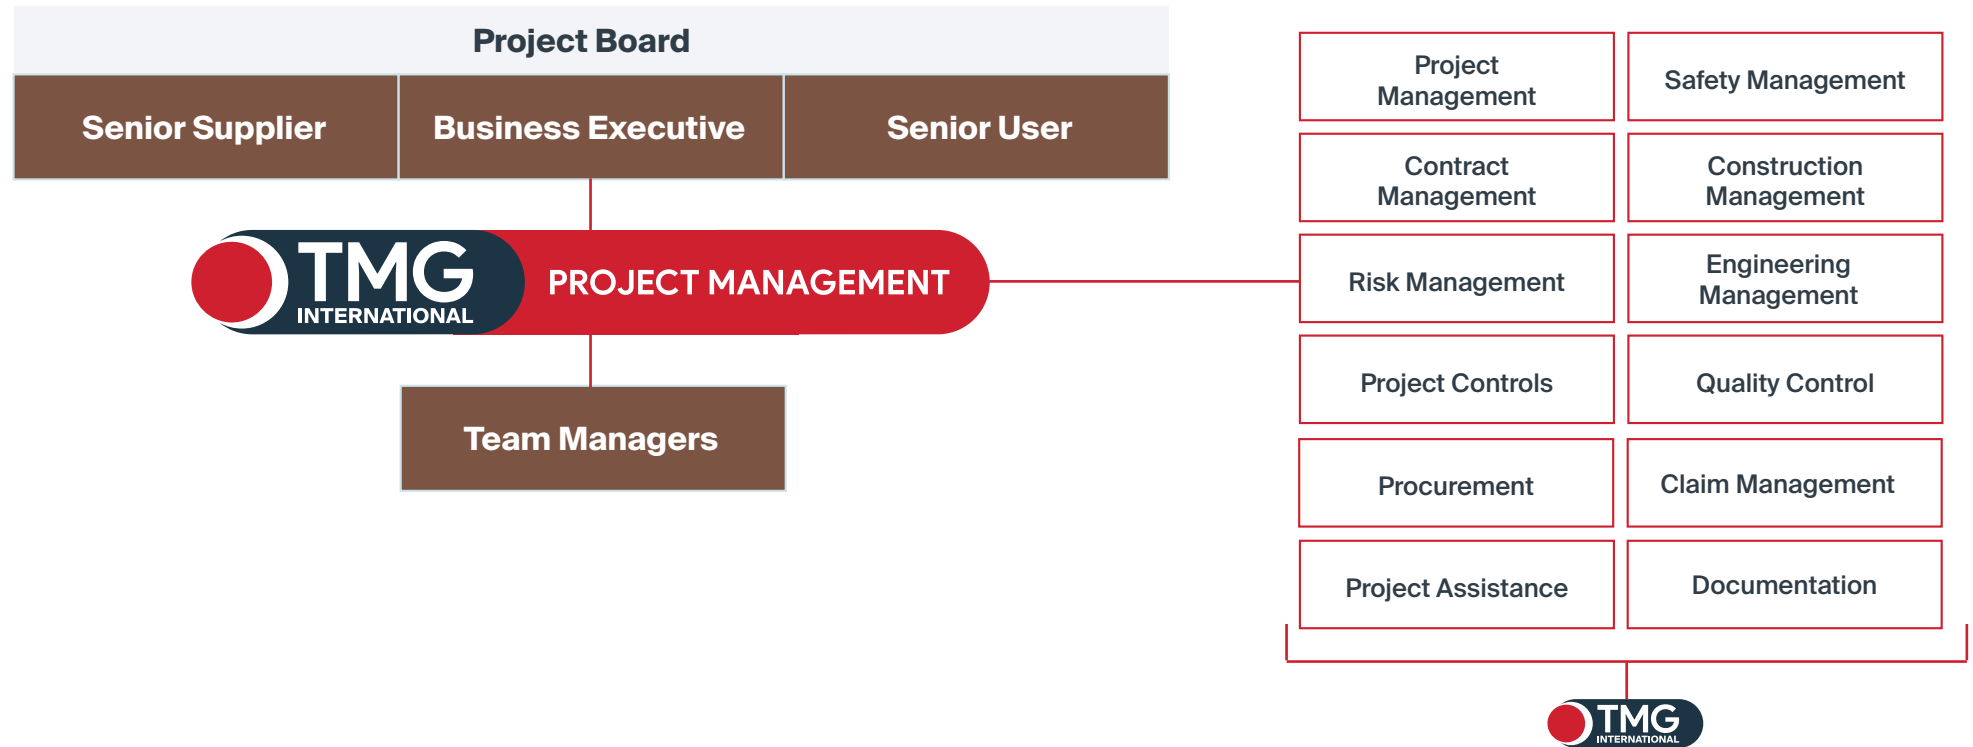 Project Board
Senior Supplier
Business Executive
Senior User
TMG
INTERNATIONAL
PROJECT MANAGEMENT
Team Managers
Project
Management
Safety Management
Contract
Management
Construction
Management
Risk Management
Engineering
Management
Project Controls
Quality Control
Procurement
Claim Management
Project Assistance
Documentation
TMG
INTERNATIONAL